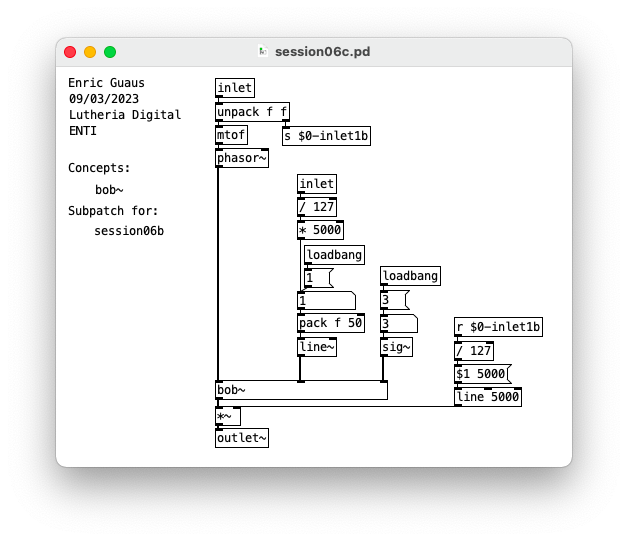 session06c.pd
Enric Guaus
09/03/2023
Lutheria Digital
ENTI
Concepts:
bob~
Subpatch for:
session06b
inlet
unpack f f
mtof
s $0-inlet1b
phasor~
inlet
/ 127
* 5000
loadbang
1
1
pack f 50
line~
loadbang
3
3
sig~
r $0-inlet1b
/ 127
$1 5000
line 5000
bob~
*~
outlet~